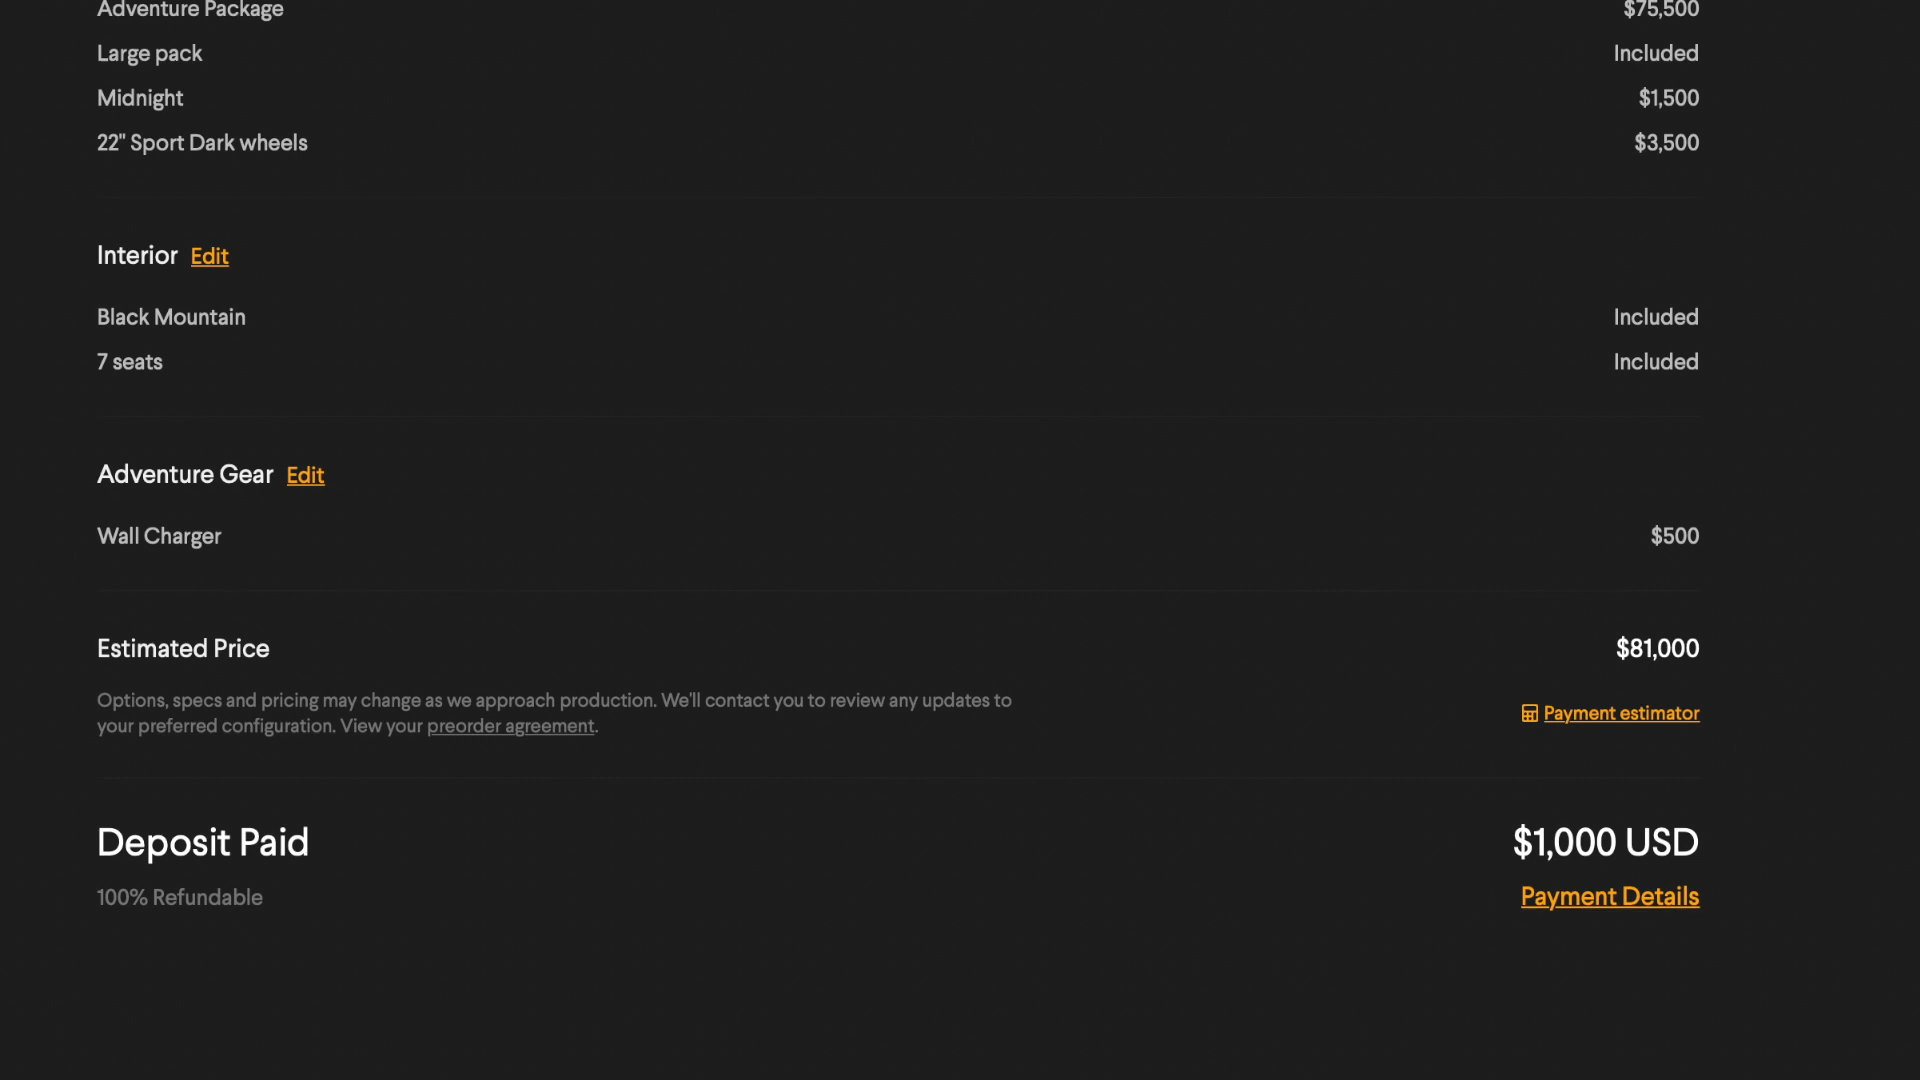 Adventure Package $75,500
Large pack Included
Midnight $1,500
22" Sport Dark wheels $3,500
Interior Edit
Black Mountain Included
7 seats Included
Adventure Gear Edit
Wall Charger $500
Estimated Price $81,000
Options, specs and pricing may change as we approach production. We'll contact you to review any updates to
your preferred configuration. View your preorder agreement.
Payment estimator
Deposit Paid $1,000 USD
100% Refundable Payment Details